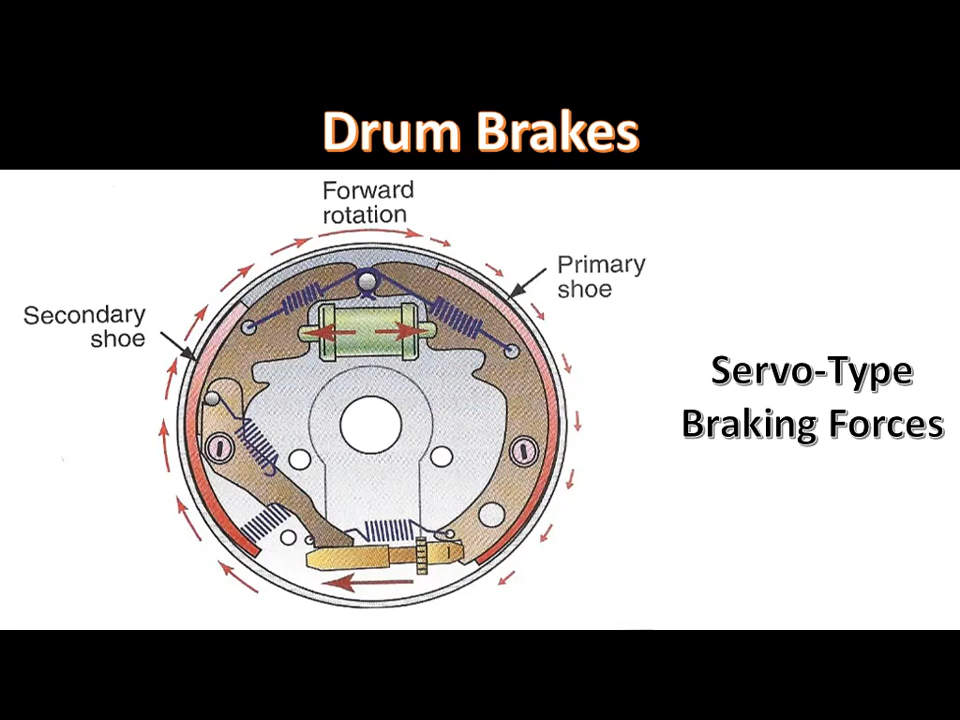 Drum Brakes
Forward
rotation
Primary
shoe
Secondary
shoe
Servo-Type
Braking Forces